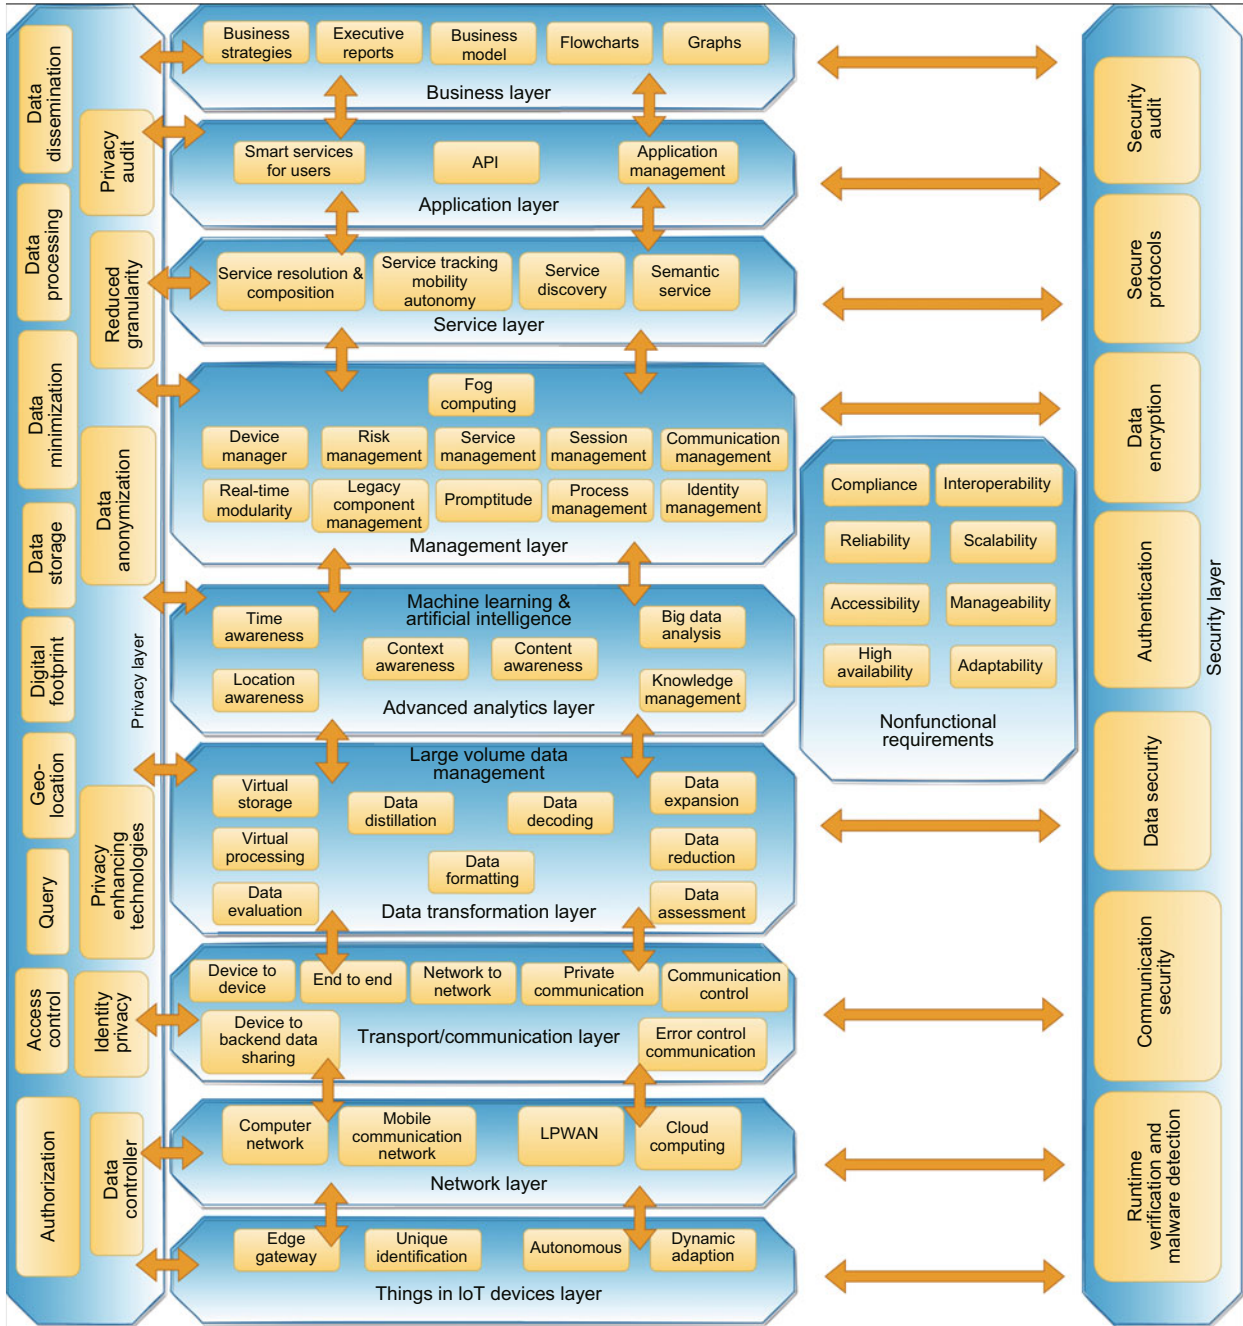 Data
dissemination
Privacy
audit
Data
processing
Reduced
granularity
Data
minimization
Data
anonymization
Data
storage
Digital
footprint
Privacy layer
Geo-
location
Privacy
enhancing
technologies
Query
Access
control
Identity
privacy
Authorization
Data
controller
Business
strategies
Executive
reports
Business
model
Flowcharts
Graphs
Business layer
Smart services
for users
API
Application
management
Application layer
Service resolution &
composition
Service tracking
mobility
autonomy
Service
discovery
Semantic
service
Service layer
Fog
computing
Device
manager
Risk
management
Service
management
Session
management
Communication
management
Real-time
modularity
Legacy
component
management
Promptitude
Process
management
Identity
management
Management layer
Machine learning &
artificial intelligence
Time
awareness
Context
awareness
Content
awareness
Big data
analysis
Location
awareness
Knowledge
management
Advanced analytics layer
Large volume data
management
Virtual
storage
Data
distillation
Data
decoding
Data
expansion
Virtual
processing
Data
formatting
Data
reduction
Data
evaluation
Data
assessment
Data transformation layer
Device to
device
End to end
Network to
network
Private
communication
Communication
control
Device to
backend data
sharing
Transport/communication layer
Error control
communication
Computer
network
Mobile
communication
network
LPWAN
Cloud
computing
Network layer
Edge
gateway
Unique
identification
Autonomous
Dynamic
adaption
Things in IoT devices layer
Compliance
Interoperability
Reliability
Scalability
Accessibility
Manageability
High
availability
Adaptability
Nonfunctional
requirements
Security
audit
Secure
protocols
Data
encryption
Authentication
Security layer
Data security
Communication
security
Runtime
verification and
malware detection